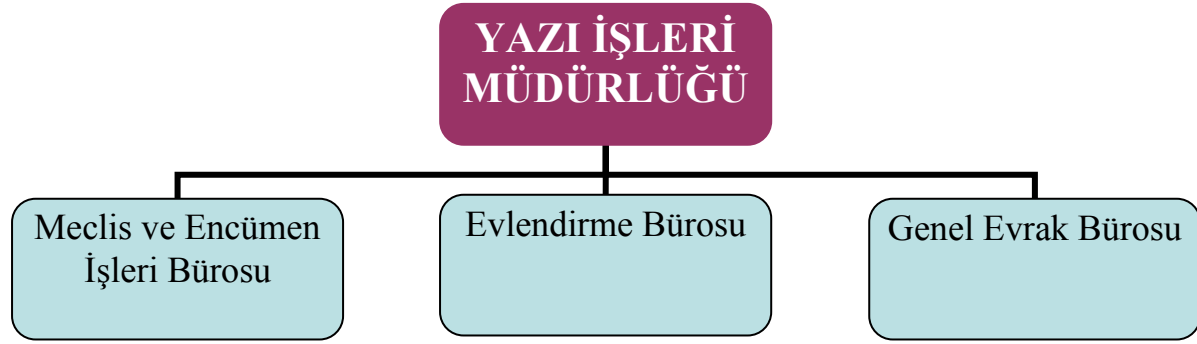 YAZI İŞLERİ
MÜDÜRLÜĞÜ
Meclis ve Encümen
İşleri Bürosu
Evlendirme Bürosu
Genel Evrak Bürosu